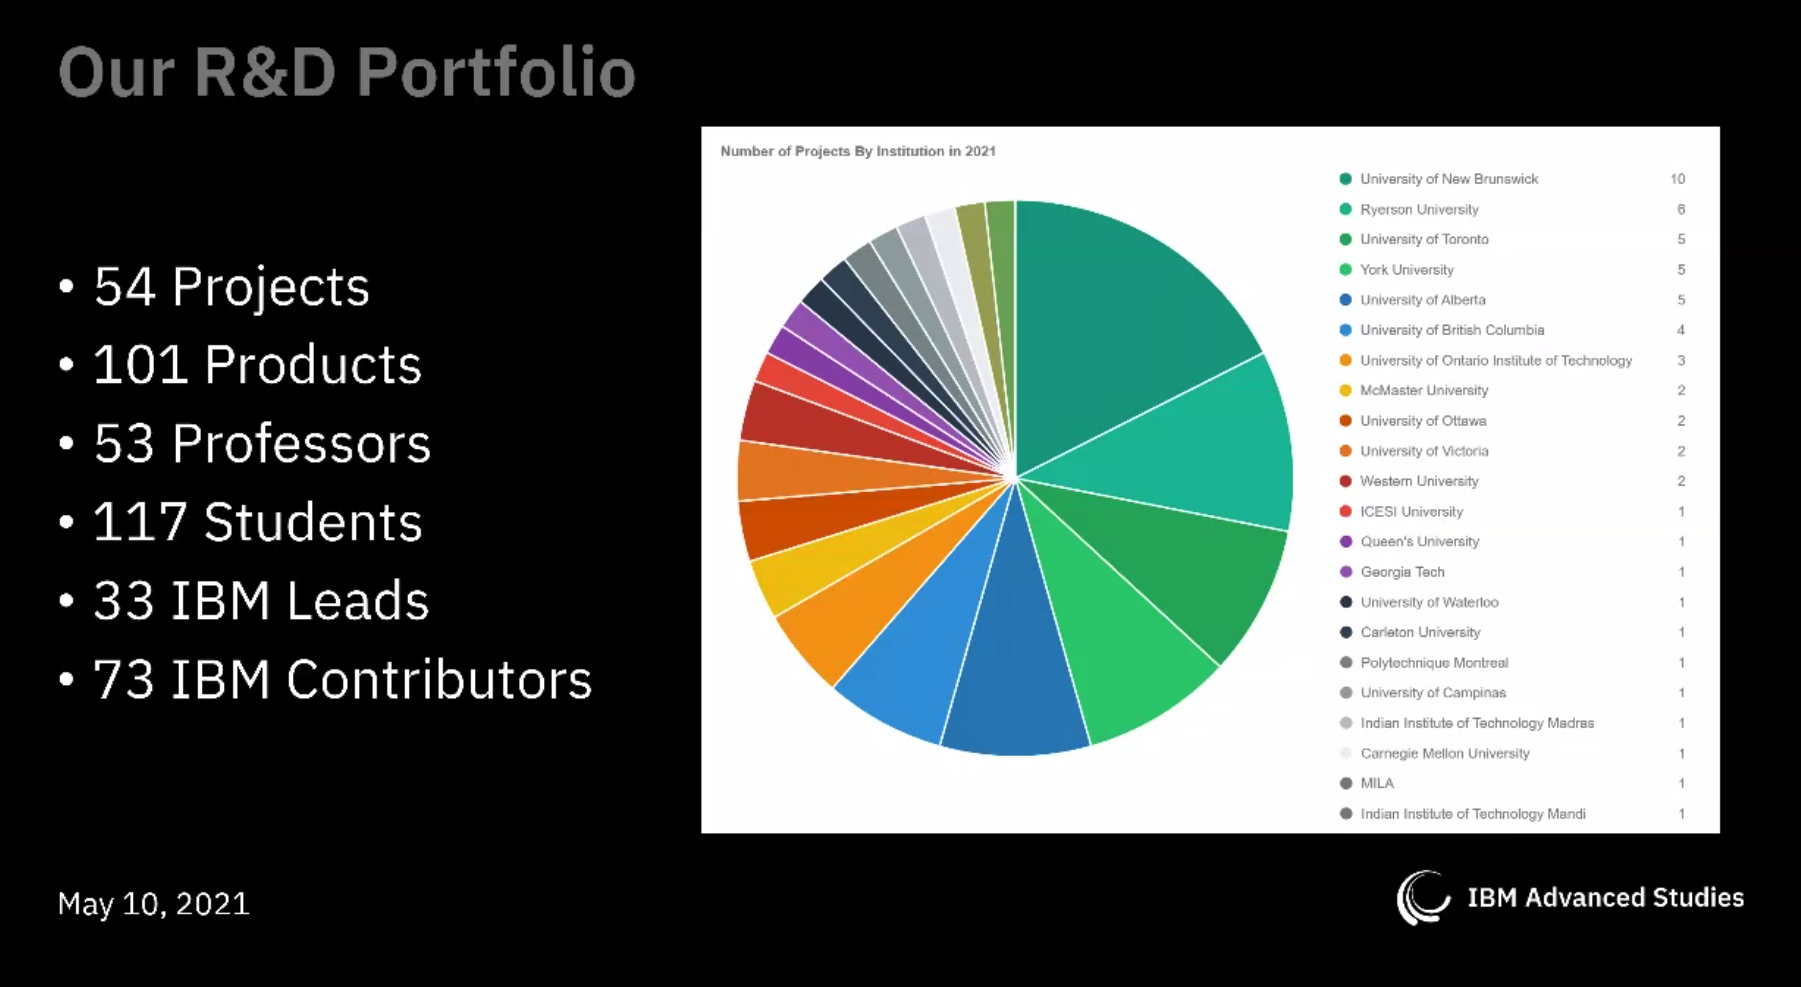 Our R&D Portfolio
• 54 Projects
• 101 Products
• 53 Professors
• 117 Students
• 33 IBM Leads
• 73 IBM Contributors
Number of Projects By Institution in 2021
University of New Brunswick 10
Ryerson University 6
University of Toronto 5
York University 5
University of Alberta 5
University of British Columbia 4
University of Ontario Institute of Technology 3
McMaster University 2
University of Ottawa 2
University of Victoria 2
Western University 2
ICESI University 1
Queen's University 1
Georgia Tech 1
University of Waterloo 1
Carleton University 1
Polytechnique Montreal 1
University of Campinas 1
Indian Institute of Technology Madras 1
Carnegie Mellon University 1
MILA 1
Indian Institute of Technology Mandi 1
May 10, 2021
IBM Advanced Studies